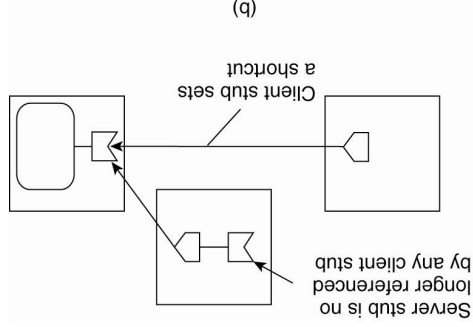 Server stub is no
longer referenced
by any client stub
Client stub sets
a shortcut
(b)